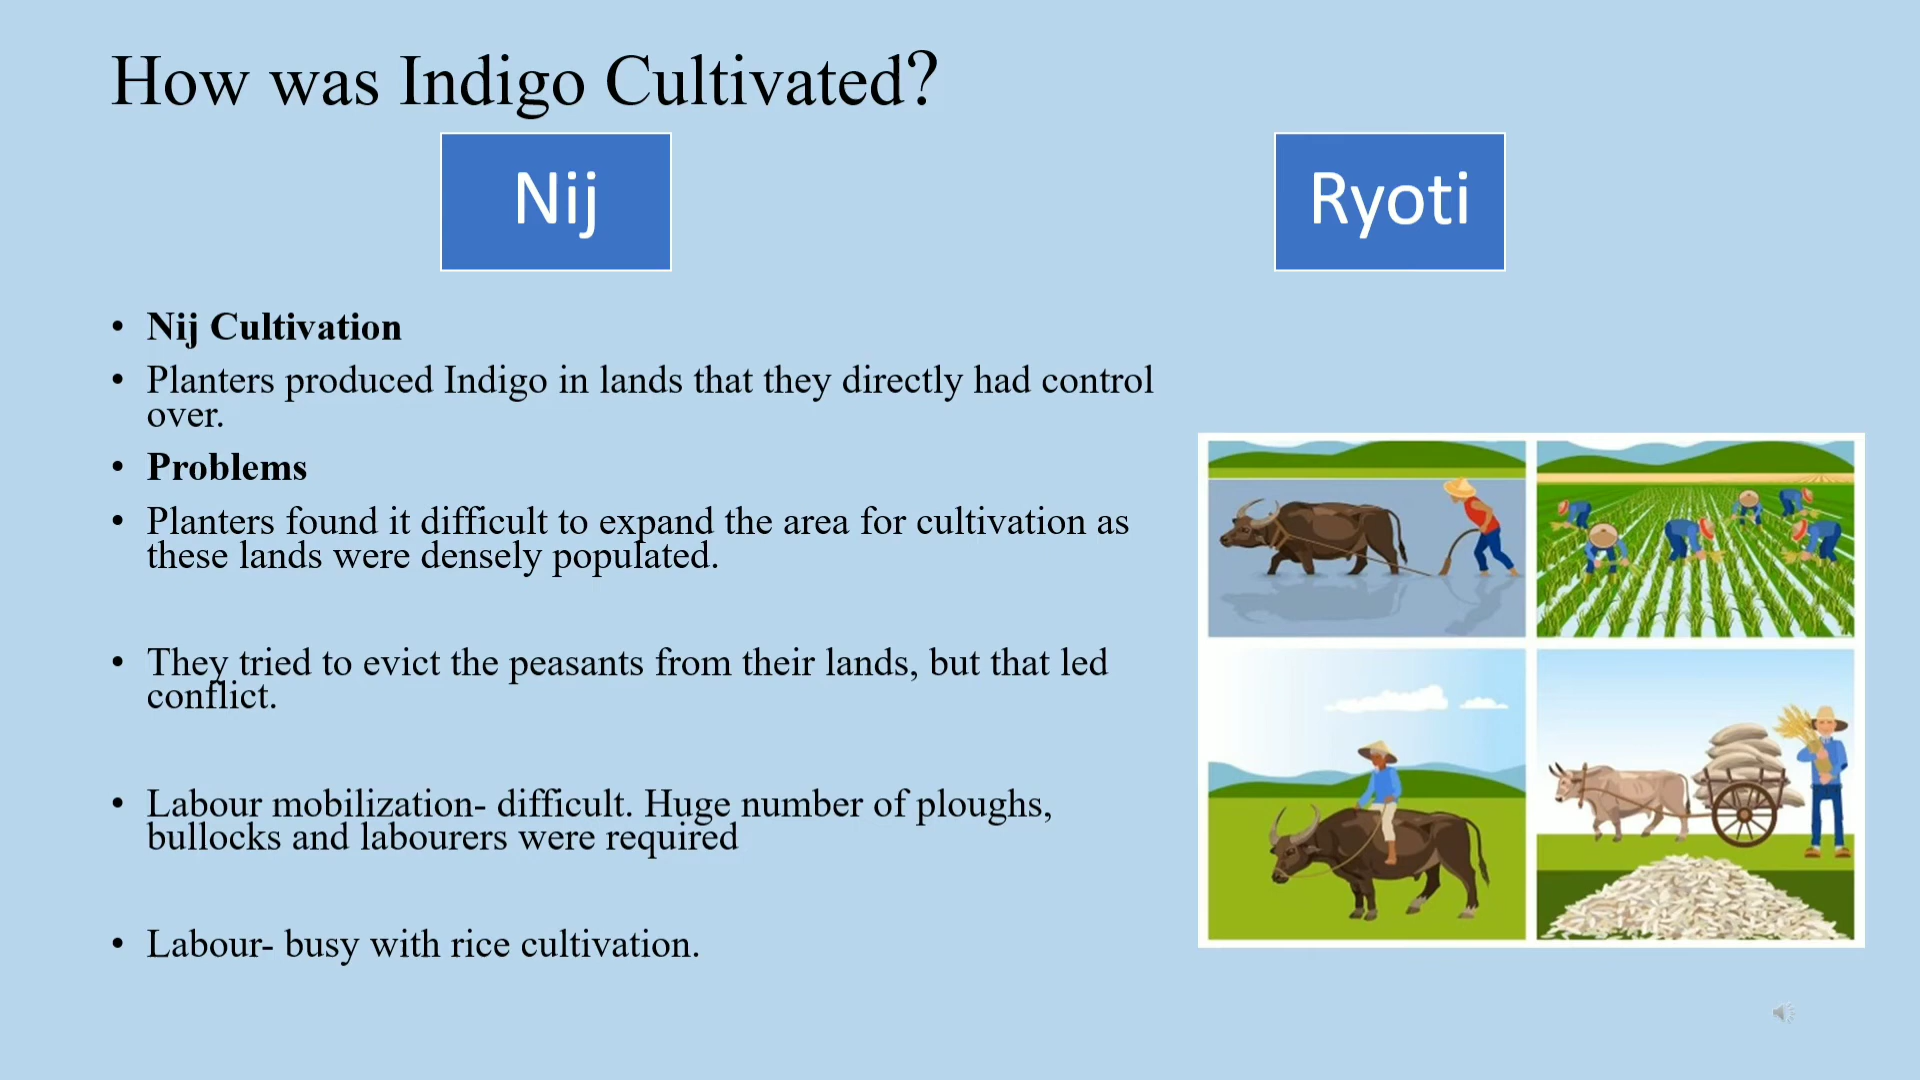 How was Indigo Cultivated?
Nij
Ryoti
• Nij Cultivation
• Planters produced Indigo in lands that they directly had control
over.
• Problems
• Planters found it difficult to expand the area for cultivation as
these lands were densely populated.
• They tried to evict the peasants from their lands, but that led
conflict.
• Labour mobilization- difficult. Huge number of ploughs,
bullocks and labourers were required
• Labour- busy with rice cultivation.